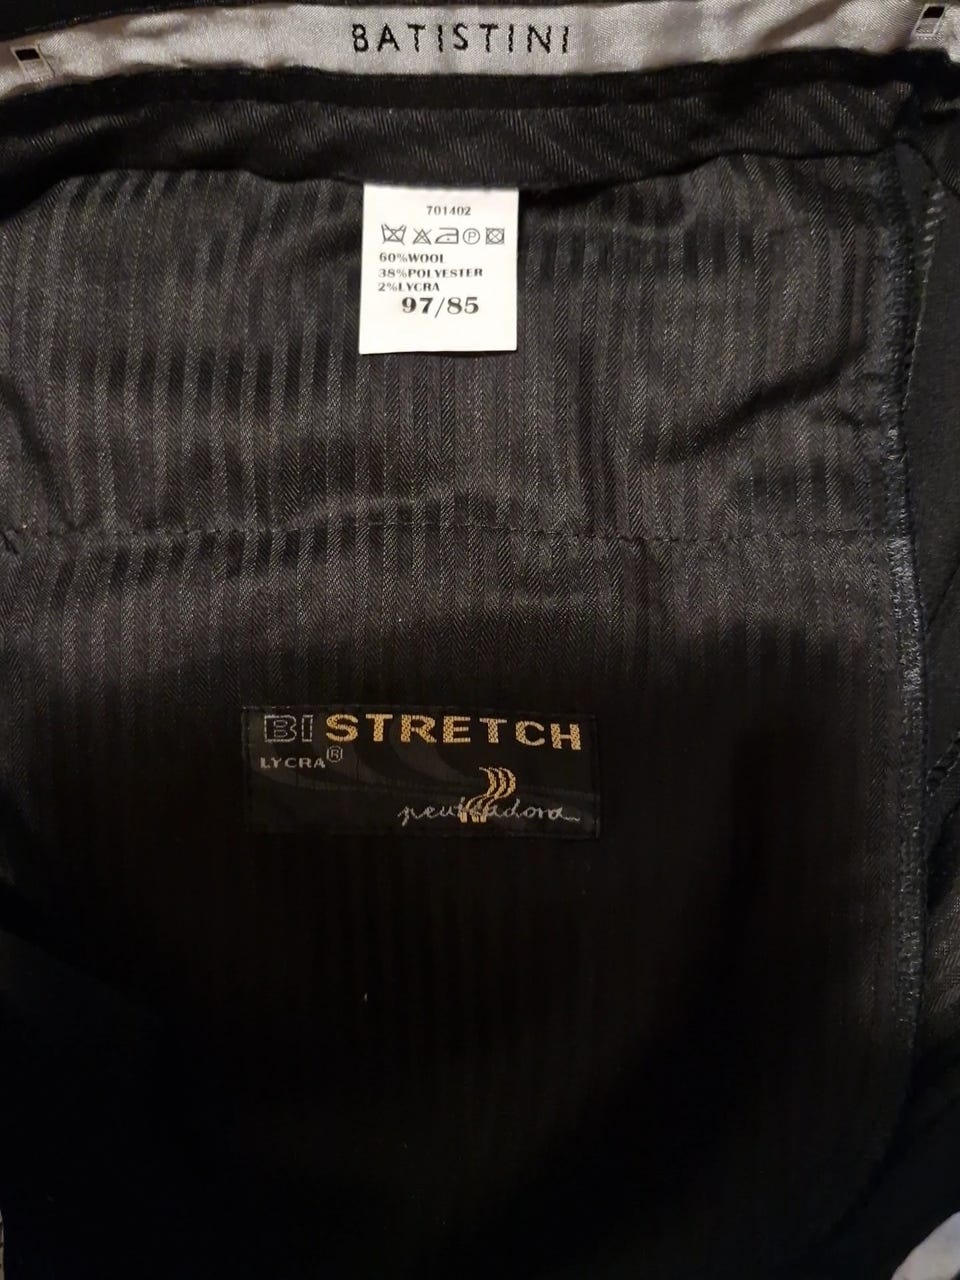 BATISTINI
701402
P
60%WOOL
38%POLYESTER
2%LYCRA
97/85
BI STRETCH
LYCRA®